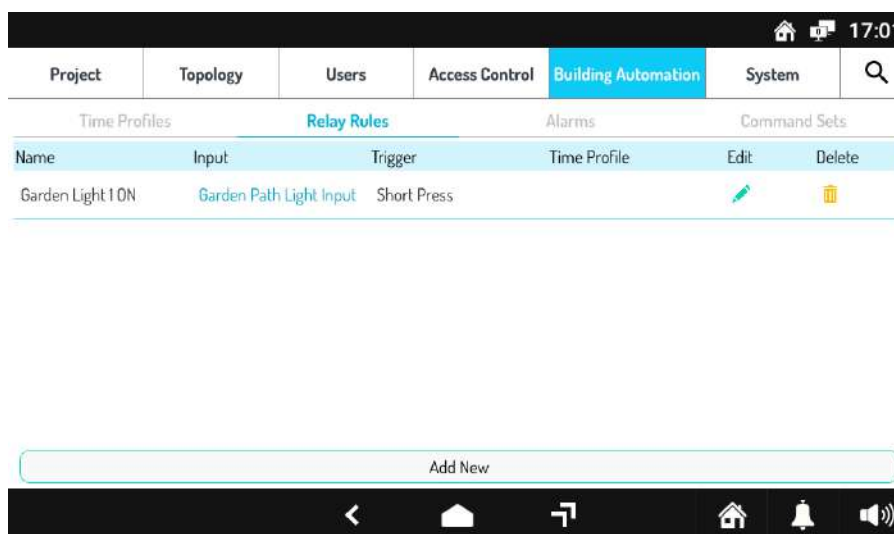 17:01
Project Topology Users Access Control Building Automation System
Time Profiles Relay Rules Alarms Command Sets
Name Input Trigger Time Profile Edit Delete
Garden Light 1 ON Garden Path Light Input Short Press
Add New